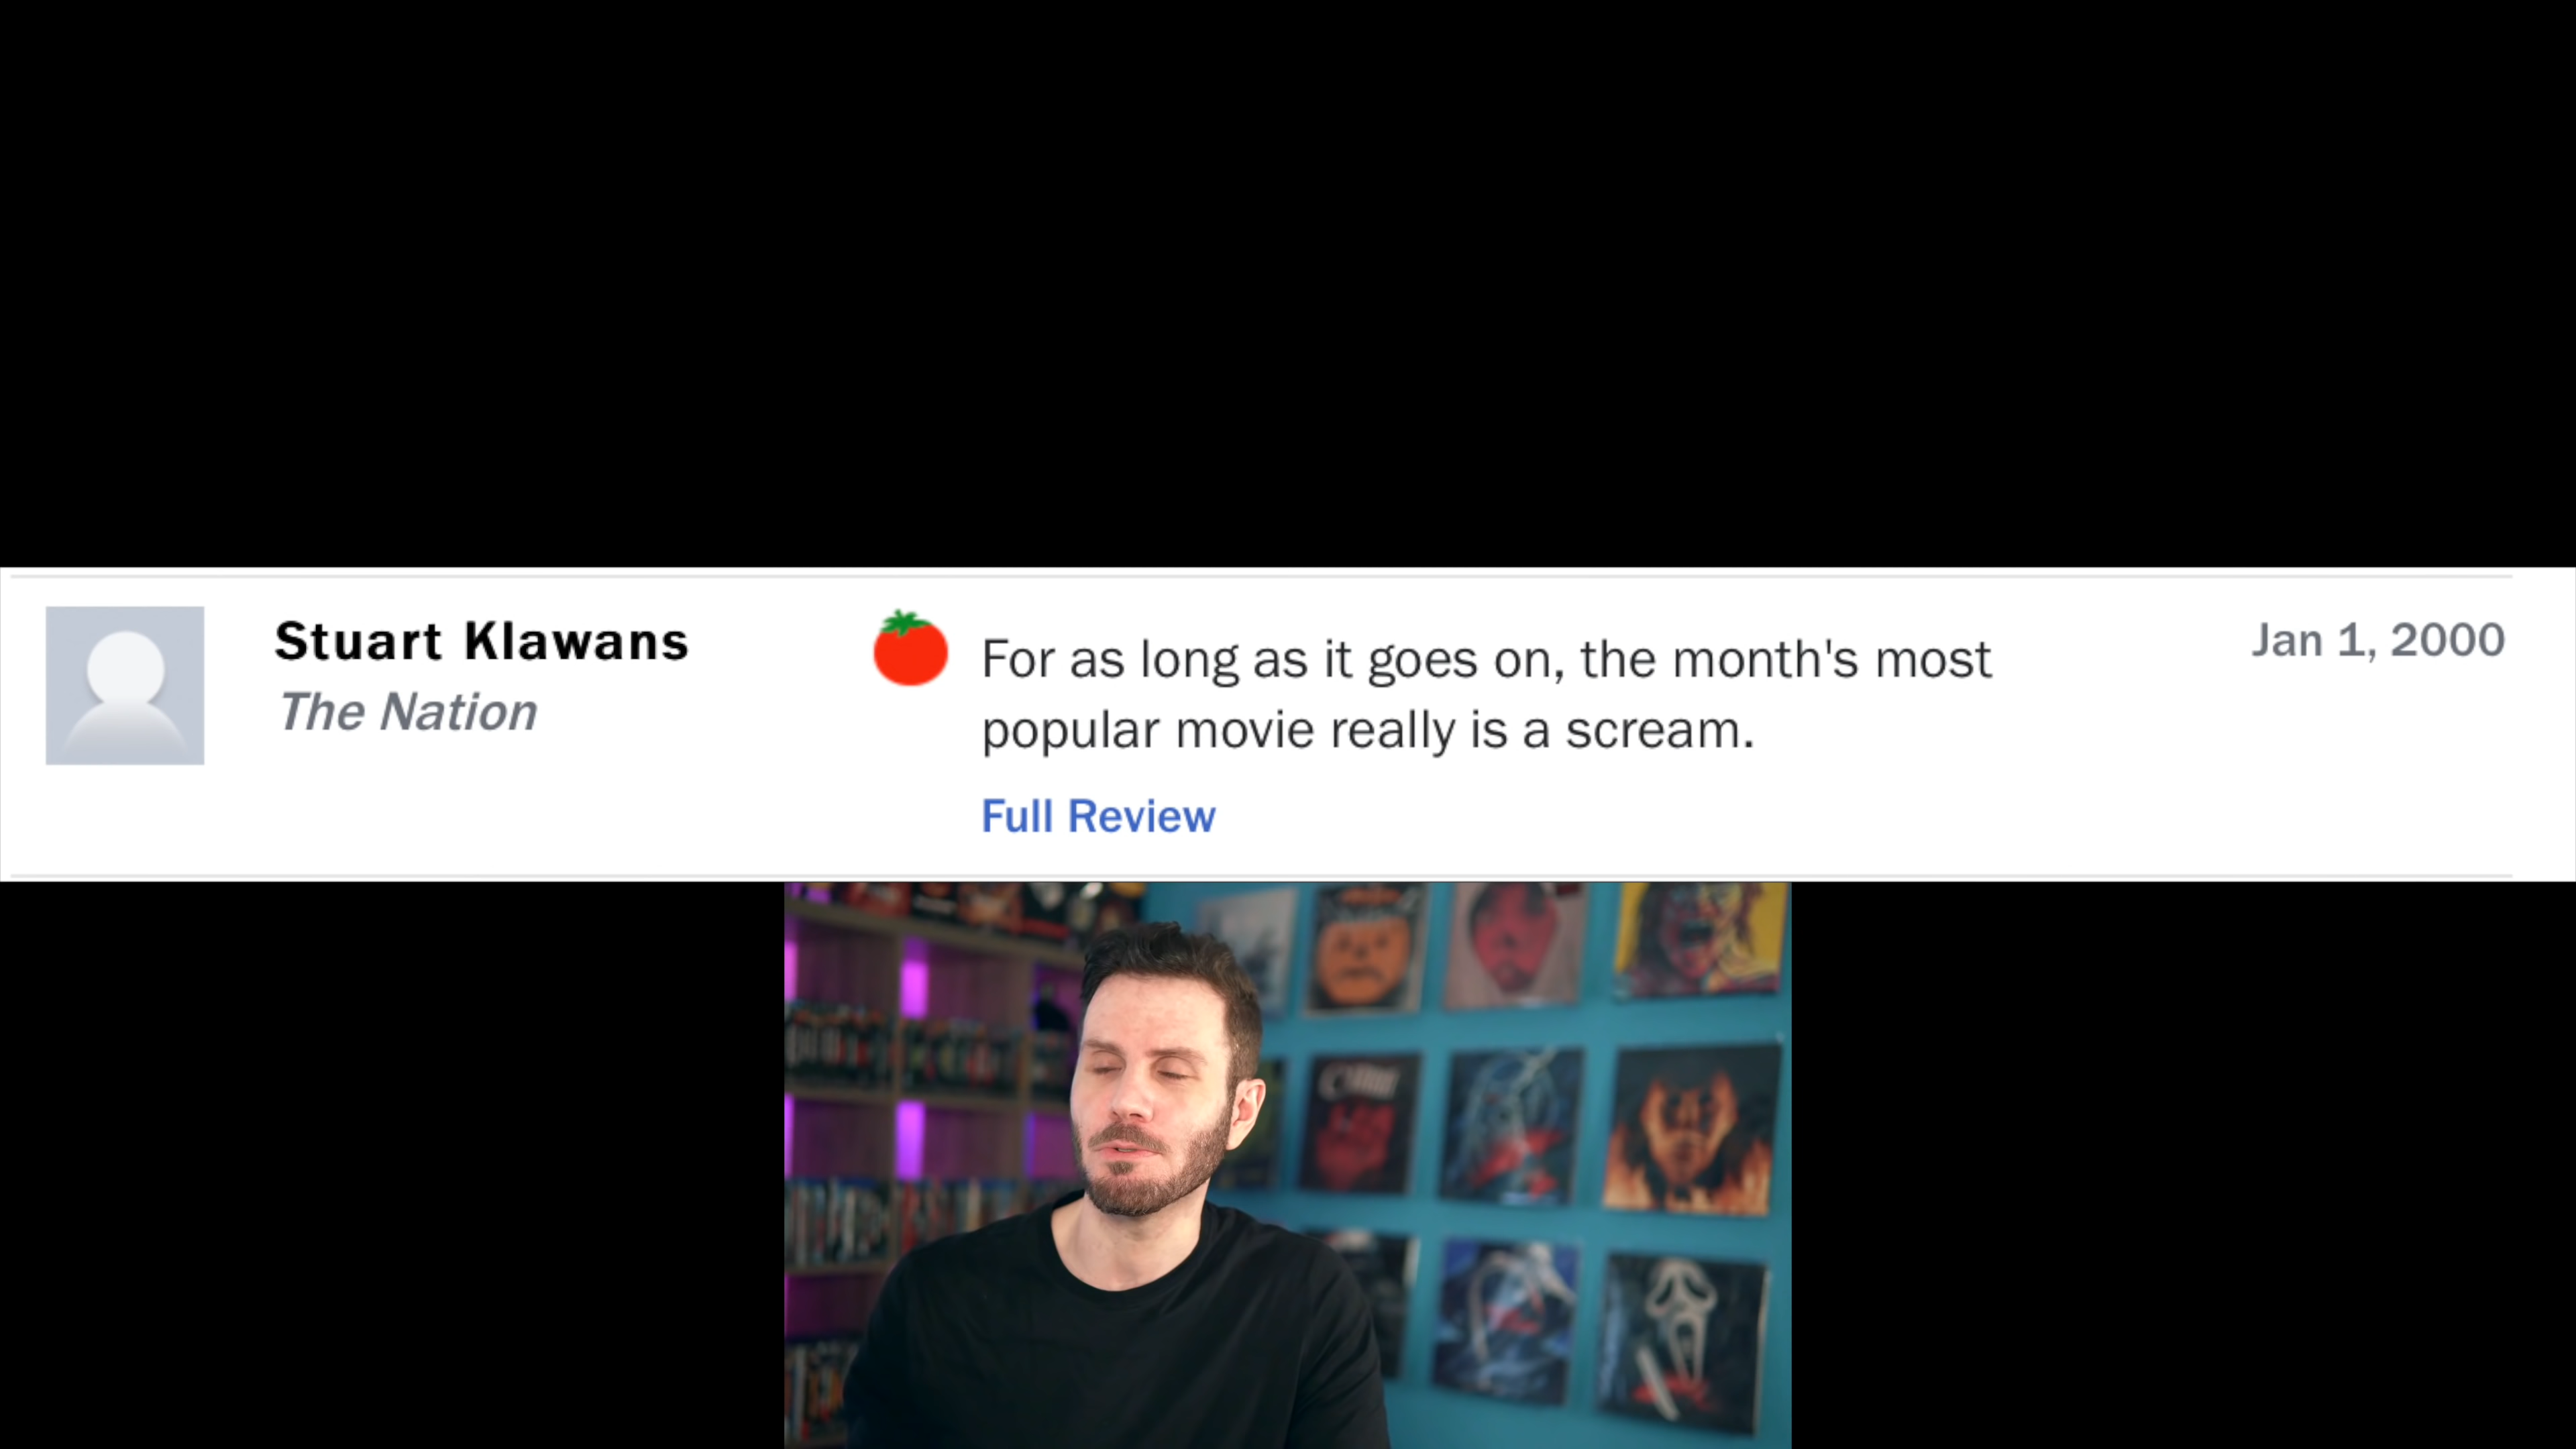 Stuart Klawans
The Nation
For as long as it goes on, the month's most
popular movie really is a scream.
Full Review
Jan 1, 2000